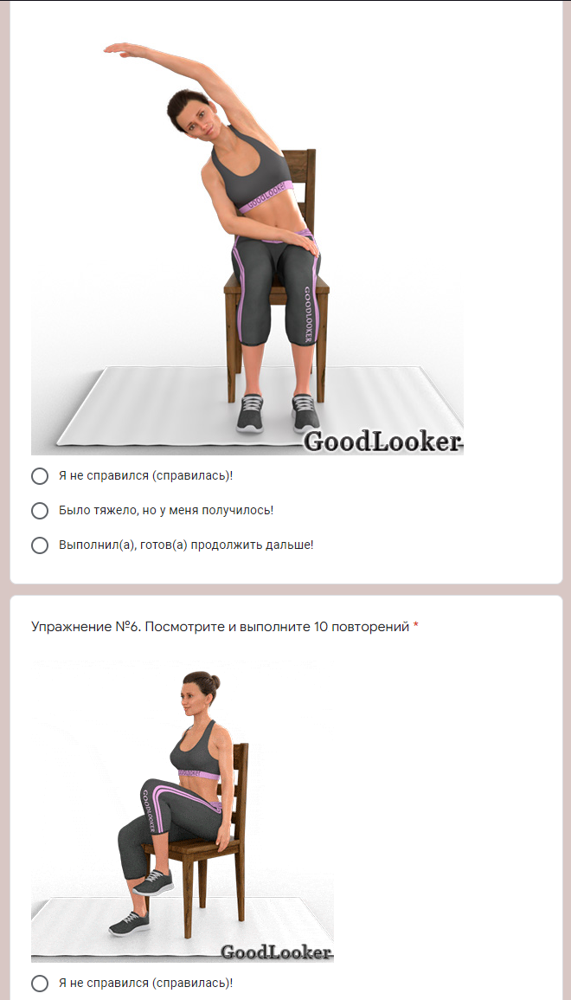 GOODLOOKER
GOODLOOKER
GoodLooker
Я не справился (справилась)!
Было тяжело, но у меня получилось!
Выполнил(а), готов(а) продолжить дальше!
Упражнение №6. Посмотрите и выполните 10 повторений *
GOODLOOKER
GOODLOOKER
GoodLooker
Я не справился (справилась)!